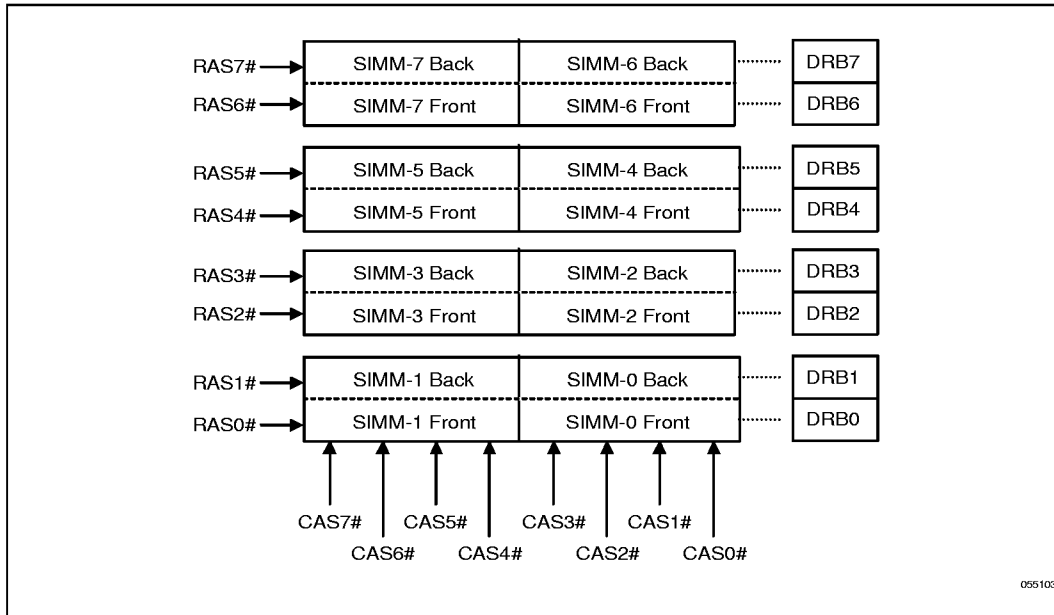 RAS7# SIMM-7 Back SIMM-6 Back DRB7
RAS6# SIMM-7 Front SIMM-6 Front DRB6
RAS5# SIMM-5 Back SIMM-4 Back DRB5
RAS4# SIMM-5 Front SIMM-4 Front DRB4
RAS3# SIMM-3 Back SIMM-2 Back DRB3
RAS2# SIMM-3 Front SIMM-2 Front DRB2
RAS1# SIMM-1 Back SIMM-0 Back DRB1
RAS0# SIMM-1 Front SIMM-0 Front DRB0
CAS7# CAS5# CAS3# CAS1#
CAS6# CAS4# CAS2# CAS0#
055103